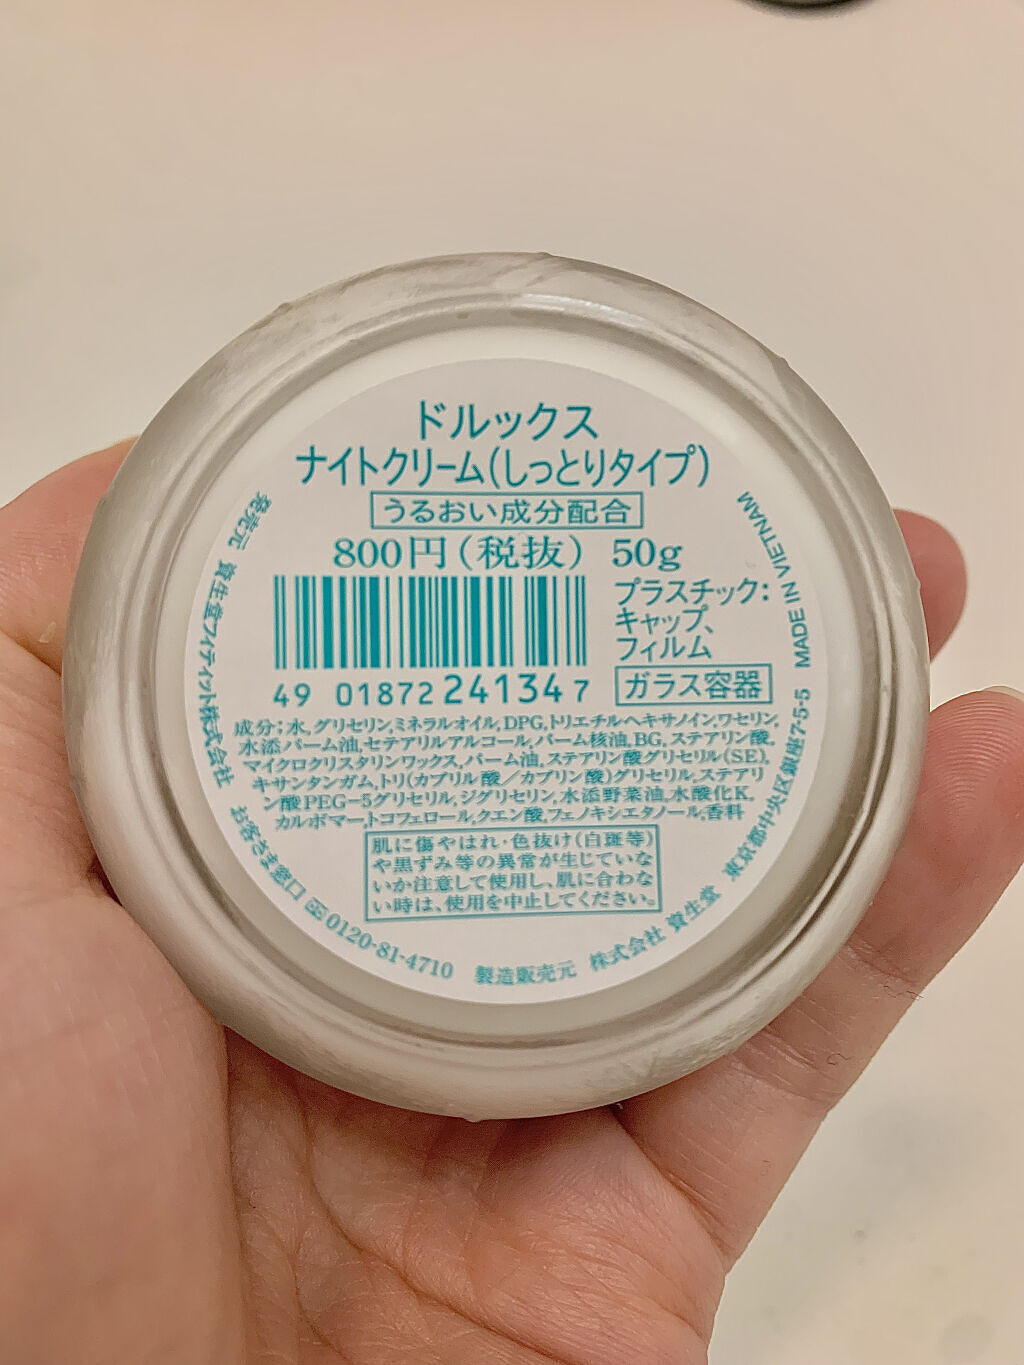 ドルックス
ナイトクリーム(しっとりタイプ)
うるおい成分配合
800円(税抜) 50g
プラスチック:
キャップ、
フィルム
ガラス容器
49 01872 24134 7
成分:水,グリセリン,ミネラルオイル,DPG,トリエチルヘキサノイン,ワセリン,
水添パーム油,セテアリルアルコール,パーム核油,BG,ステアリン酸,
マイクロクリスタリンワックス,パーム油,ステアリン酸グリセリル(SE),
キサンタンガム,トリ(カプリル酸/カプリン酸)グリセリル,ステアリ
ン酸PEG-5グリセリル,ジグリセリン,水添野菜油,水酸化K,
カルボマー,トコフェロール,クエン酸,フェノキシエタノール,香料
肌に傷やはれ・色抜け(白斑等)
や黒ずみ等の異常が生じていな
いか注意して使用し、肌に合わな
い時は、使用を中止してください。
発売元 資生堂フィティット株式会社 お客さま窓口 0120-81-4710
製造販売元 株式会社 資生堂 東京都中央区銀座7-5-5 MADE IN VIETNAM